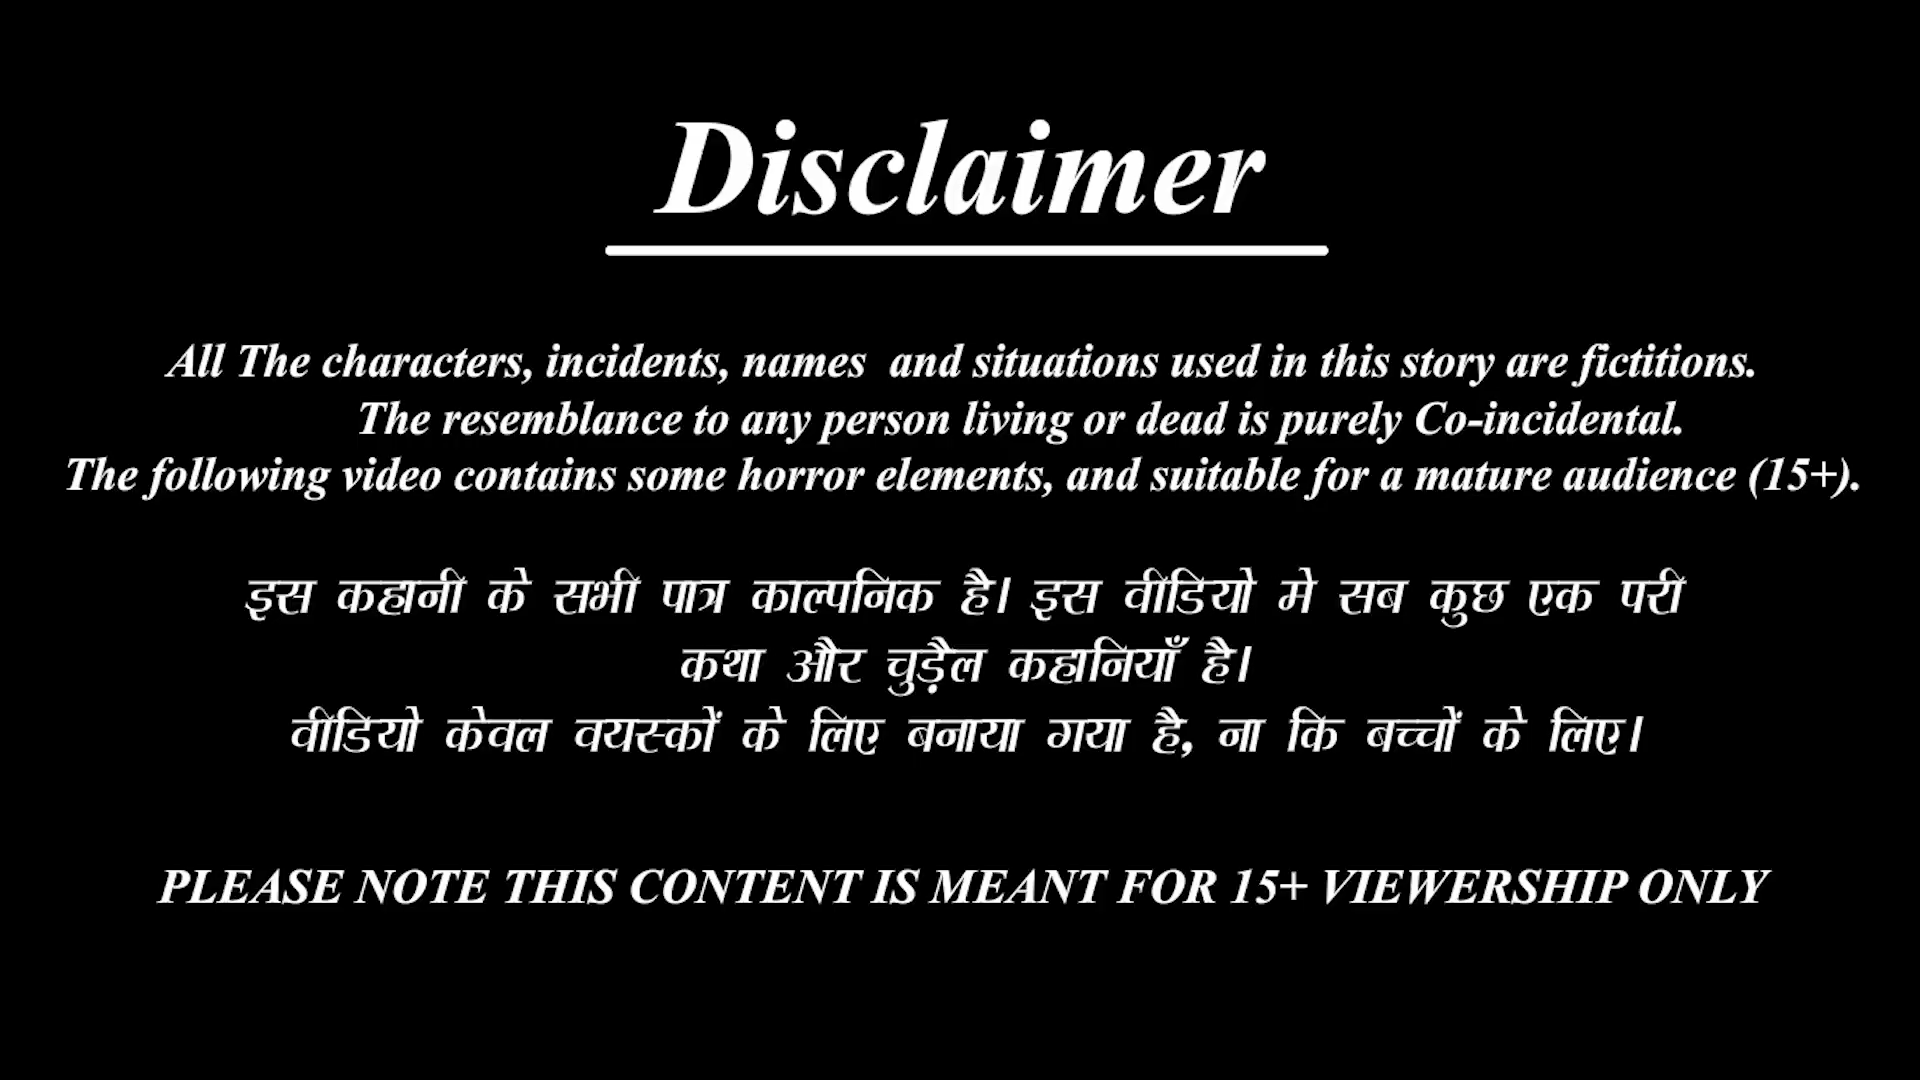 Disclaimer
All The characters, incidents, names and situations used in this story are fictitions.
The resemblance to any person living or dead is purely Co-incidental.
The following video contains some horror elements, and suitable for a mature audience (15+).
इस कहानी के सभी पात्र काल्पनिक है। इस वीडियो मे सब कुछ एक परी
कथा और चुड़ैल कहानियाँ है।
वीडियो केवल वयस्कों के लिए बनाया गया है, ना कि बच्चों के लिए।
PLEASE NOTE THIS CONTENT IS MEANT FOR 15+ VIEWERSHIP ONLY